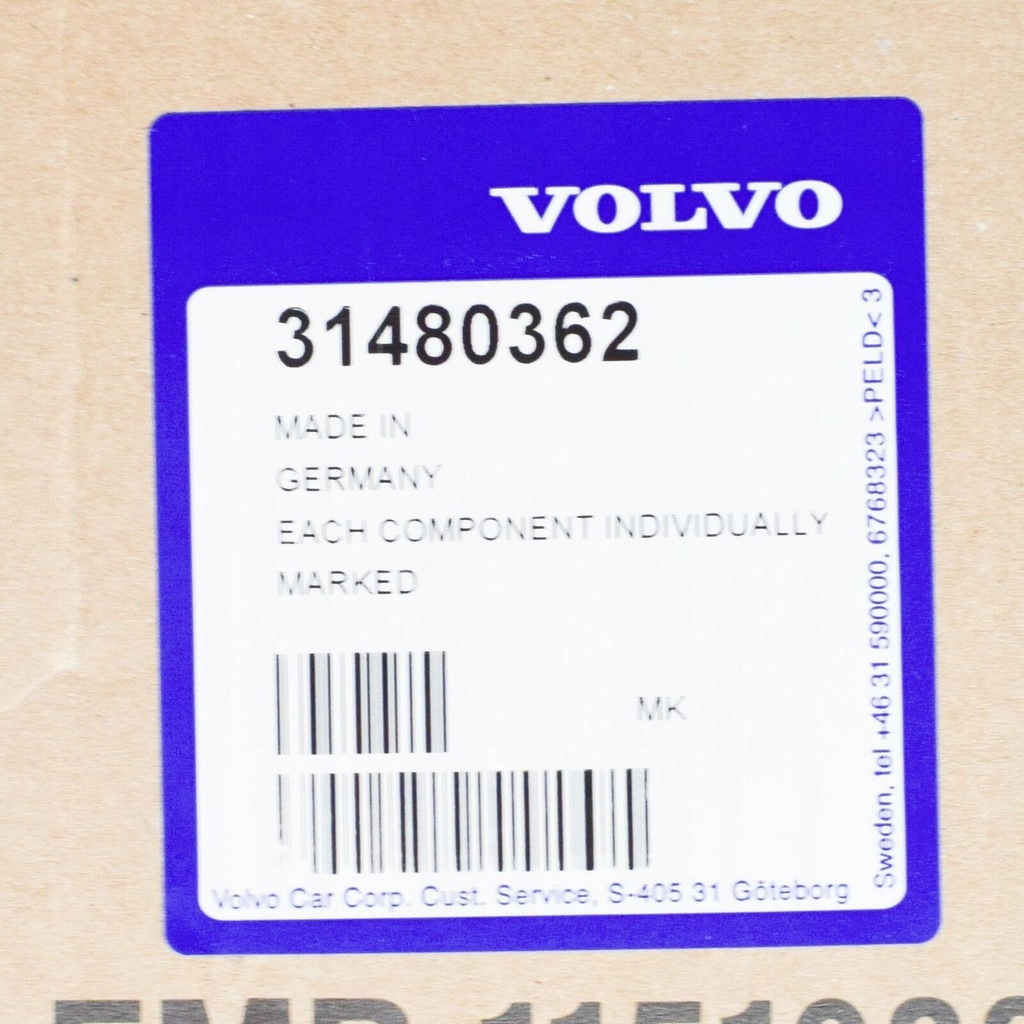 VOLVO
31480362
MADE IN
GERMANY
EACH COMPONENT INDIVIDUALLY
MARKED
MK
Volvo Car Corp. Cust. Service, S-405 31 Göteborg
Sweden, tel +46 31 590000, 6768323 >PELD< 3